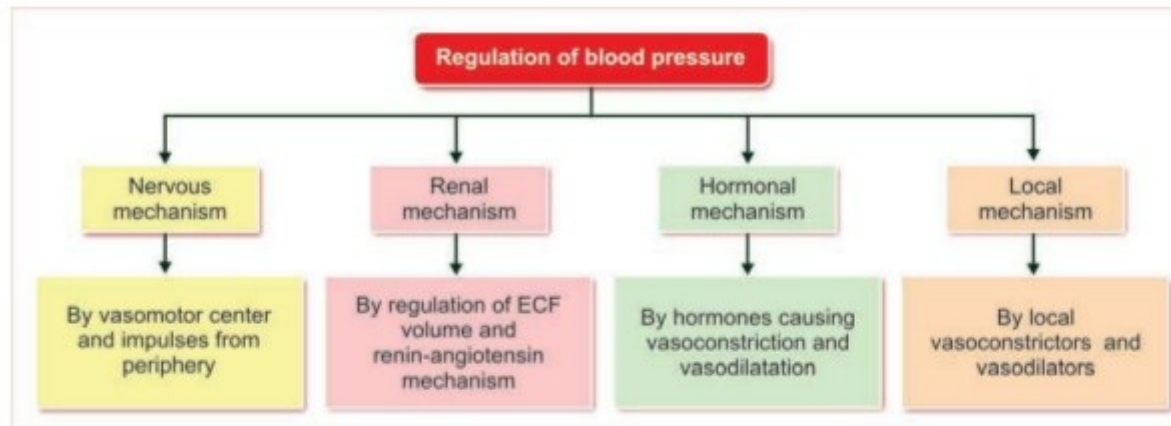 Regulation of blood pressure
Nervous
mechanism
Renal
mechanism
Hormonal
mechanism
Local
mechanism
By vasomotor center
and impulses from
periphery
By regulation of ECF
volume and
renin-angiotensin
mechanism
By hormones causing
vasoconstriction and
vasodilatation
By local
vasoconstrictors and
vasodilators